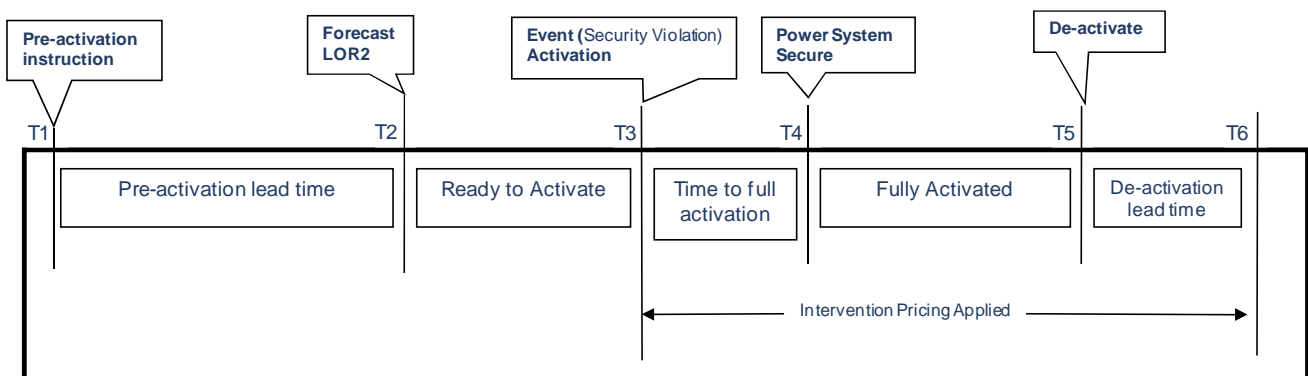 Pre-activation
instruction
Forecast
LOR2
Event (Security Violation)
Activation
Power System
Secure
De-activate
T1
T2
T3
T4
T5
T6
Pre-activation lead time
Ready to Activate
Time to full
activation
Fully Activated
De-activation
lead time
Intervention Pricing Applied